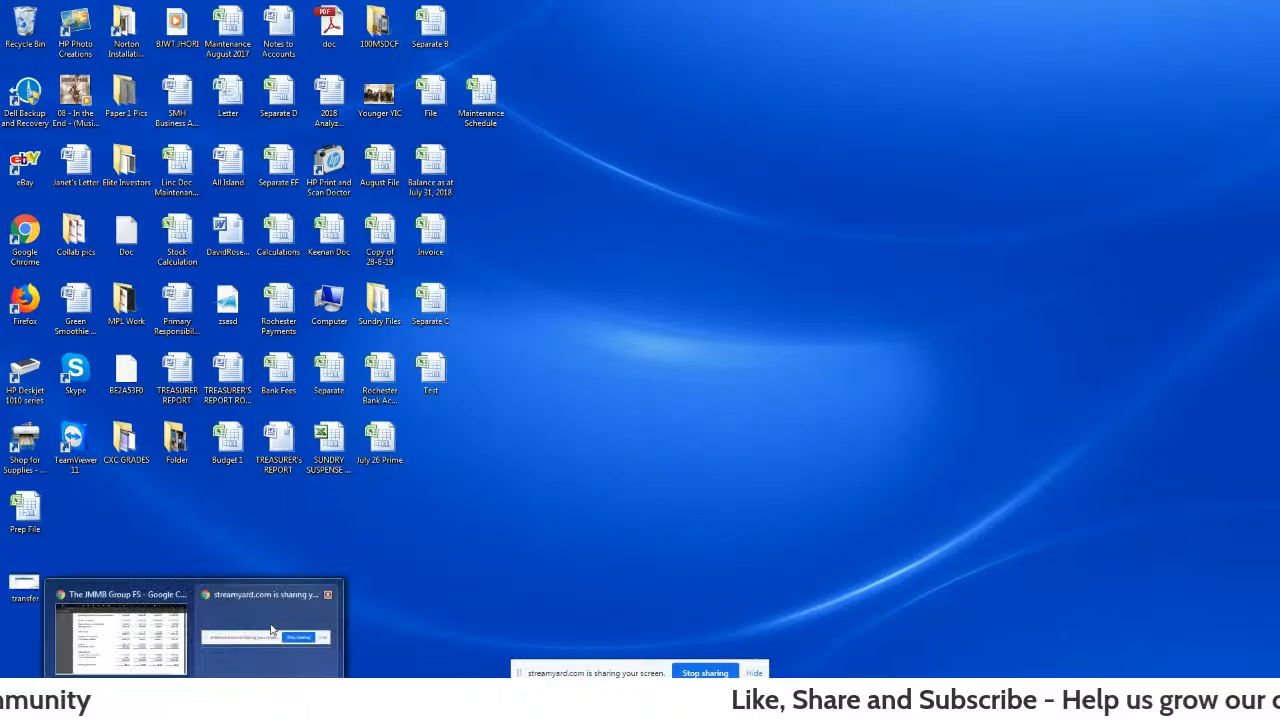 Recycle Bin
HP Photo Creations
Norton Installati...
BJWT JHORI
Maintenance August 2017
Notes to Accounts
doc
100MSDCF
Separate B
Dell Backup and Recovery
08 - In the End - (Musi...
Paper 1 Pics
SMH Business A...
Letter
Separate D
2018 Analyz...
Younger YIC
File
Maintenance Schedule
eBay
Janet's Letter
Elite Investors
Linc Doc Maintenan...
All Island
Separate EF
HP Print and Scan Doctor
August File
Balance as at July 31, 2018
Google Chrome
Collab pics
Doc
Stock Calculation
DavidRose...
Calculations
Keenan Doc
Copy of 28-8-19
Invoice
Firefox
Green Smoothie ...
MPL Work
Primary Responsibil...
zsasd
Rochester Payments
Computer
Sundry Files
Separate C
HP Deskjet 1010 series
Skype
BE2A53F0
TREASURER REPORT
TREASURER'S REPORT RO...
Bank Fees
Separate
Rochester Bank Ac...
Test
Shop for Supplies - ...
TeamViewer 11
CXC GRADES
Folder
Budget 1
TREASURER's REPORT
SUNDRY SUSPENSE ...
July 26 Prime
Prep File
transfer
The JMMB Group FS - Google C...
streamyard.com is sharing y...
streamyard.com is sharing your screen.
Stop sharing
Hide
nmunity
Like, Share and Subscribe - Help us grow our c